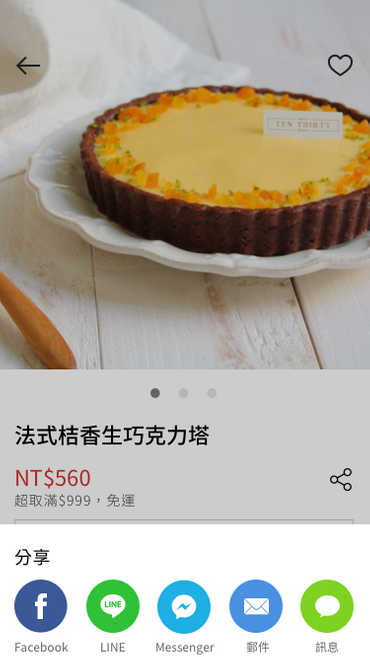 TEN THIRTY
法式桔香生巧克力塔
NT$560
超取滿$999，免運
分享
Facebook
LINE
LINE
Messenger
郵件
訊息